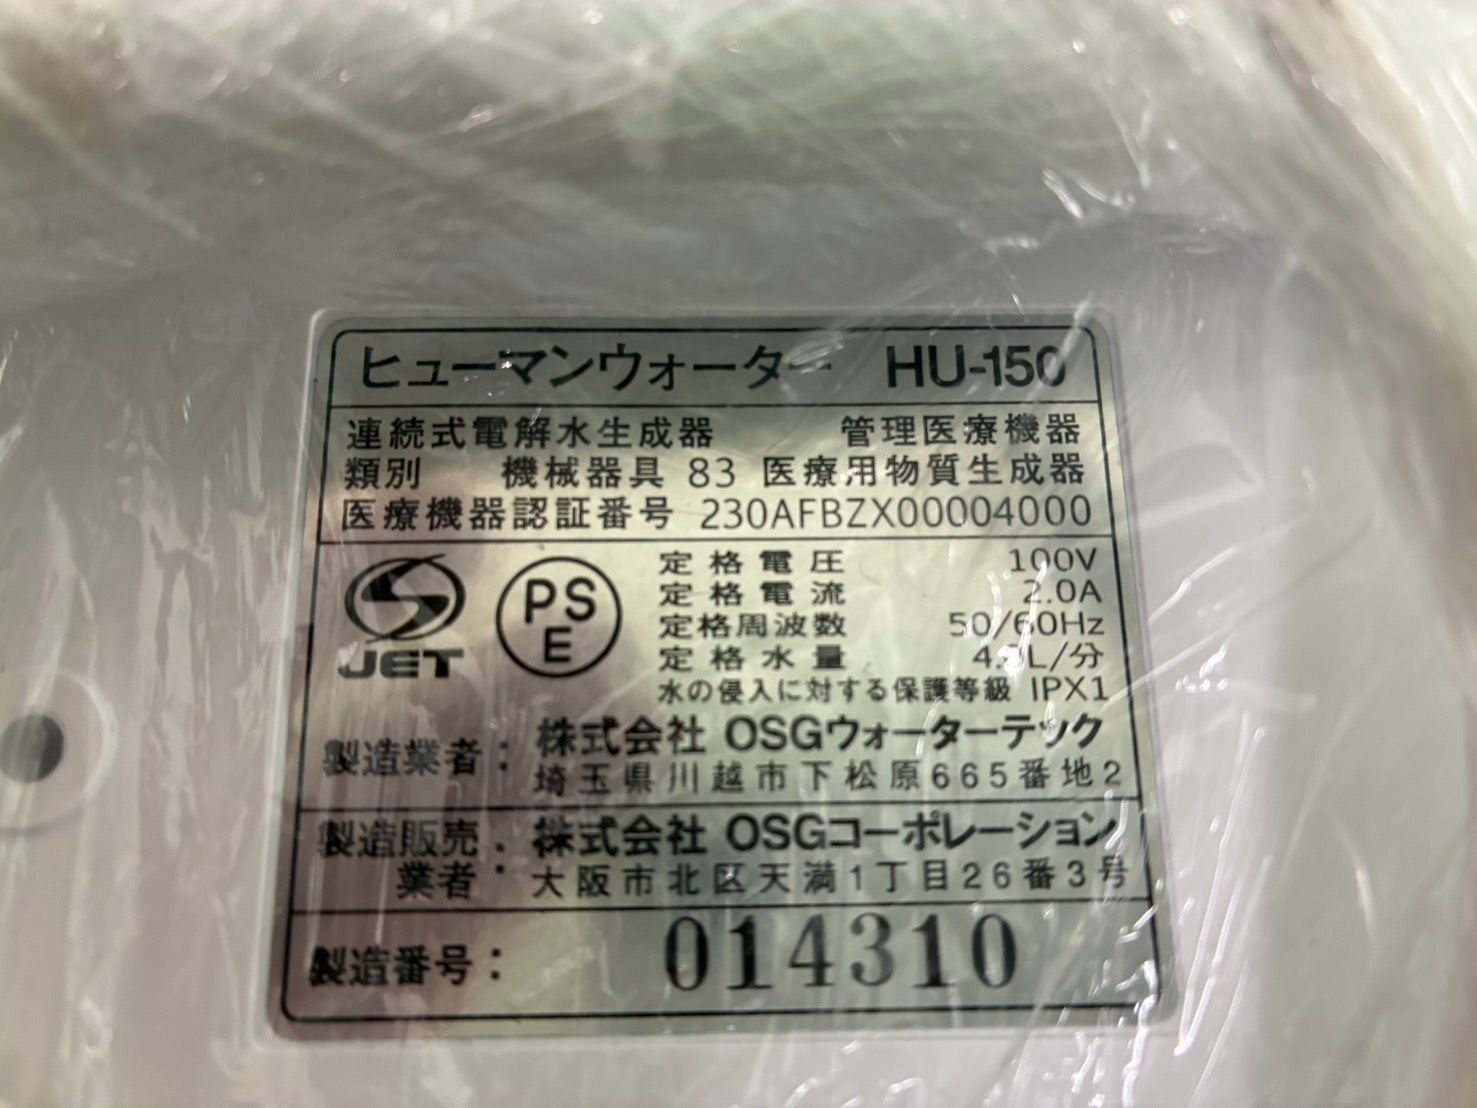 ヒューマンウォーター HU-150
連続式電解水生成器 管理医療機器
類別 機械器具 83 医療用物質生成器
医療機器認証番号 230AFBZX00004000
JET
PS
E
定格電圧 100V
定格電流 2.0A
定格周波数 50/60Hz
定格水量
水の侵入に対する保護等級 IPX1
製造業者: 株式会社 OSGウォーターテック
埼玉県川越市下松原665番地2
製造販売業者: 株式会社 OSGコーポレーション
大阪市北区天満1丁目26番3号
製造番号: 014310